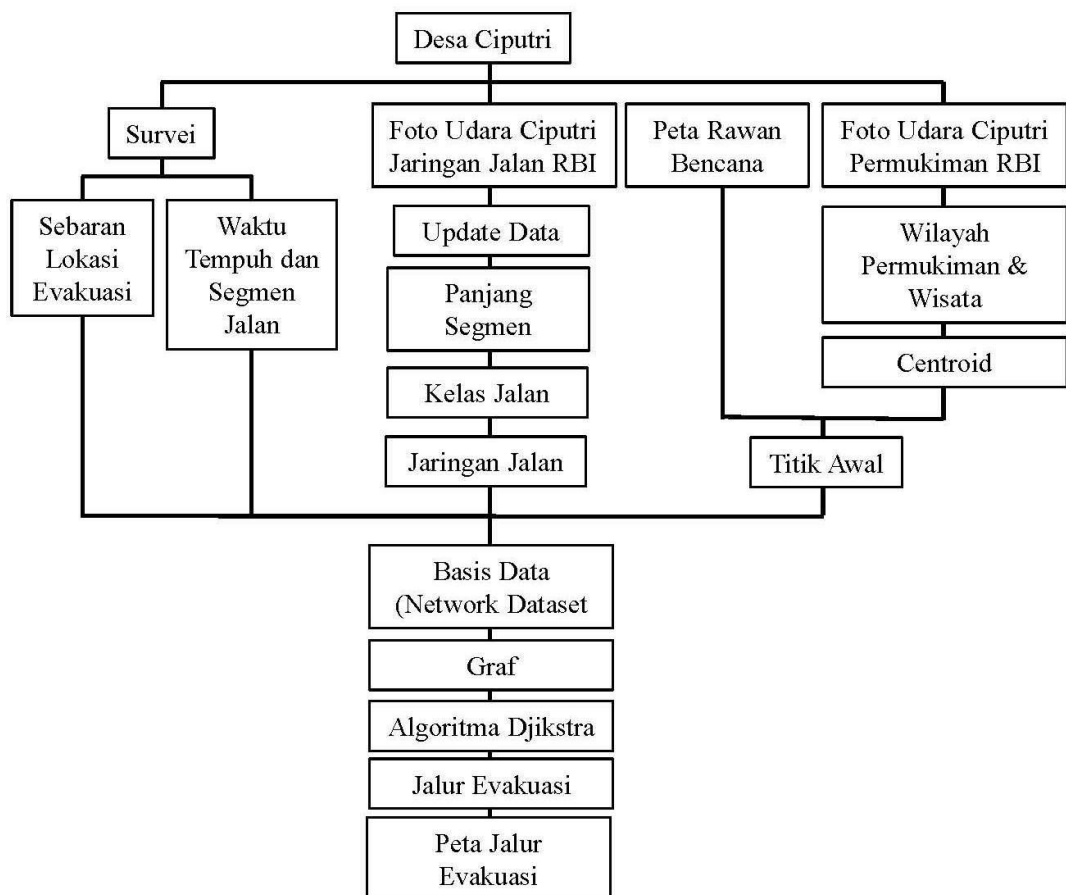 Desa Ciputri
Survei
Foto Udara Ciputri
Jaringan Jalan RBI
Peta Rawan
Bencana
Foto Udara Ciputri
Permukiman RBI
Sebaran
Lokasi
Evakuasi
Waktu
Tempuh dan
Segmen
Jalan
Update Data
Wilayah
Permukiman &
Wisata
Panjang
Segmen
Centroid
Kelas Jalan
Jaringan Jalan
Titik Awal
Basis Data
(Network Dataset
Graf
Algoritma Djikstra
Jalur Evakuasi
Peta Jalur
Evakuasi